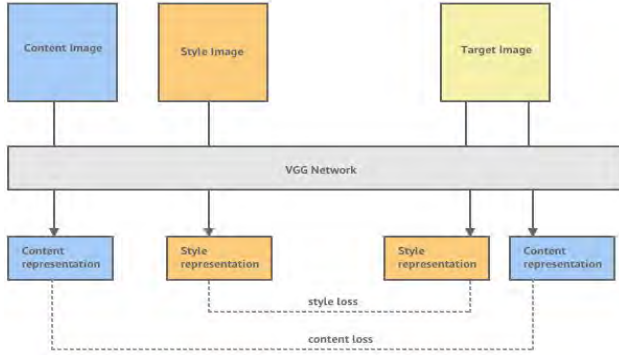 Content Image
Style Image
Target Image
VGG Network
Content
representation
Style
representation
Style
representation
Content
representation
style loss
content loss